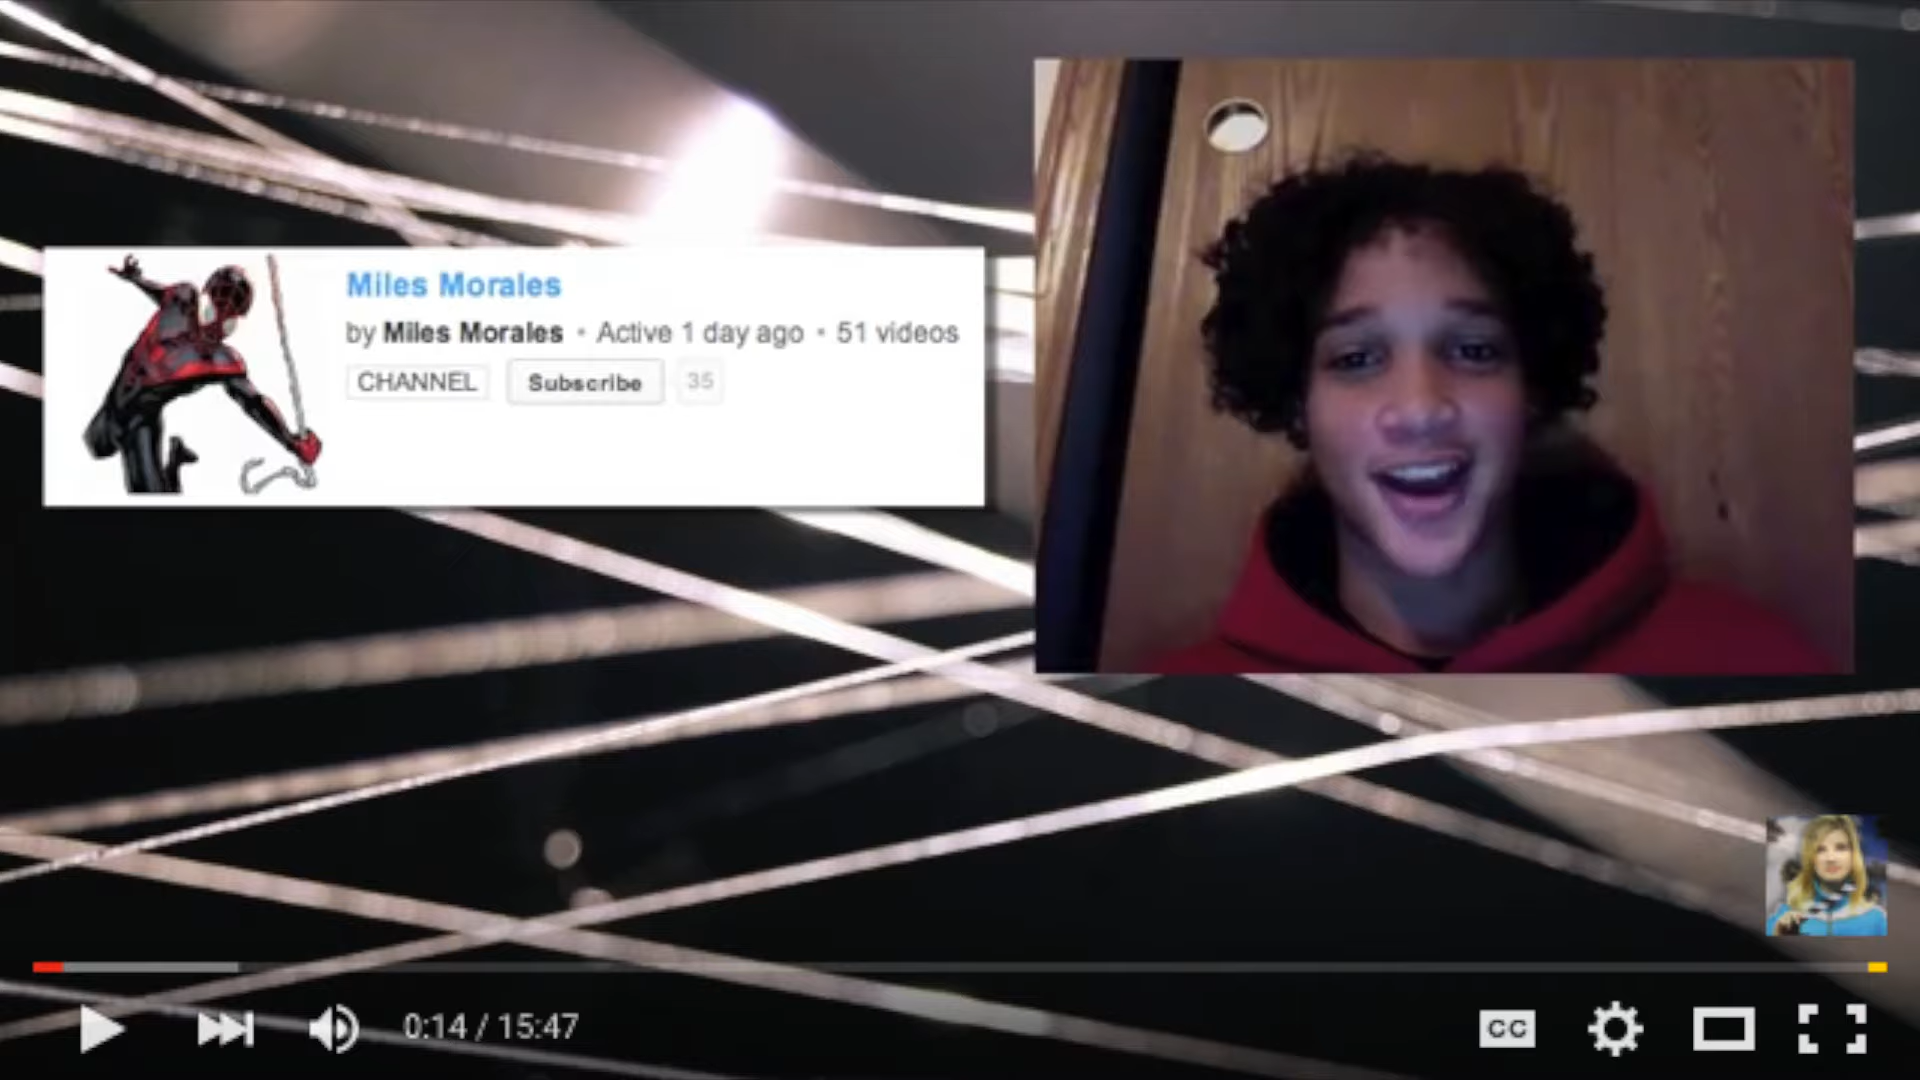 Miles Morales
by Miles Morales • Active 1 day ago • 51 videos
CHANNEL Subscribe 35
0:14 / 15:47
CC